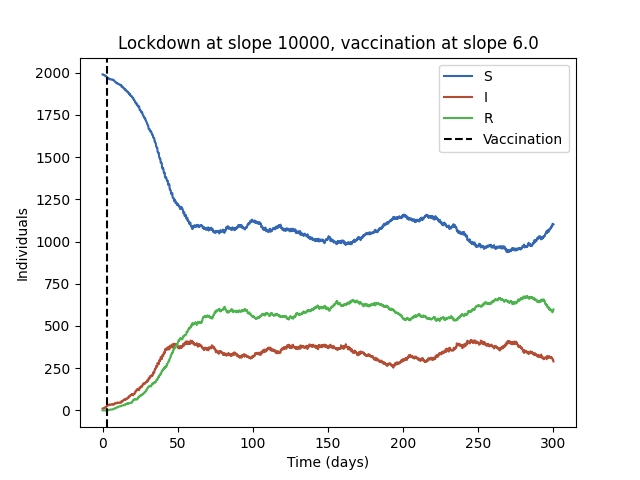 Lockdown at slope 10000, vaccination at slope 6.0
S
I
R
Vaccination
Individuals
2000
1750
1500
1250
1000
750
500
250
0
0 50 100 150 200 250 300
Time (days)